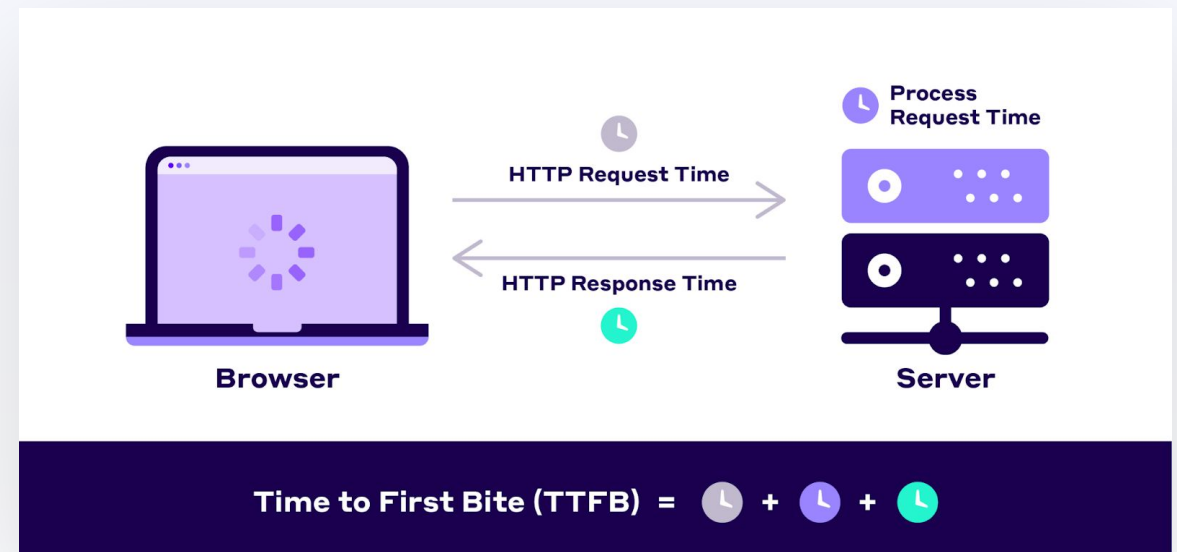 Process
Request Time
HTTP Request Time
HTTP Response Time
Browser
Server
Time to First Bite (TTFB) = + +